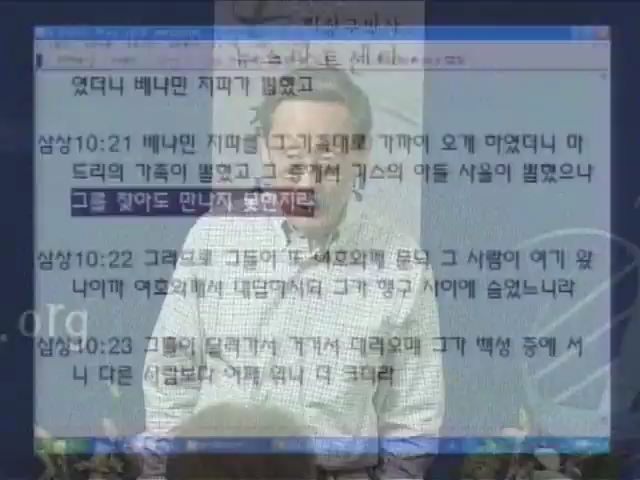 였더니 베냐민 지파가 뽑혔고
삼상10:21 베냐민 지파를 그 가족대로 가까이 오게 하였더니 마
드리의 가족이 뽑혔고 그 중에서 기스의 아들 사울이 뽑혔으나
그를 찾아도 만나지 못한지라
삼상10:22 그러므로 그들이 또 여호와께 묻되 그 사람이 여기 왔
나이까 여호와께서 대답하시되 그가 행구 사이에 숨었느니라
.org
삼상10:23 그들이 달려가서 거기서 데려오매 그가 백성 중에 서
니 다른 사람보다 어깨 위나 더 크더라